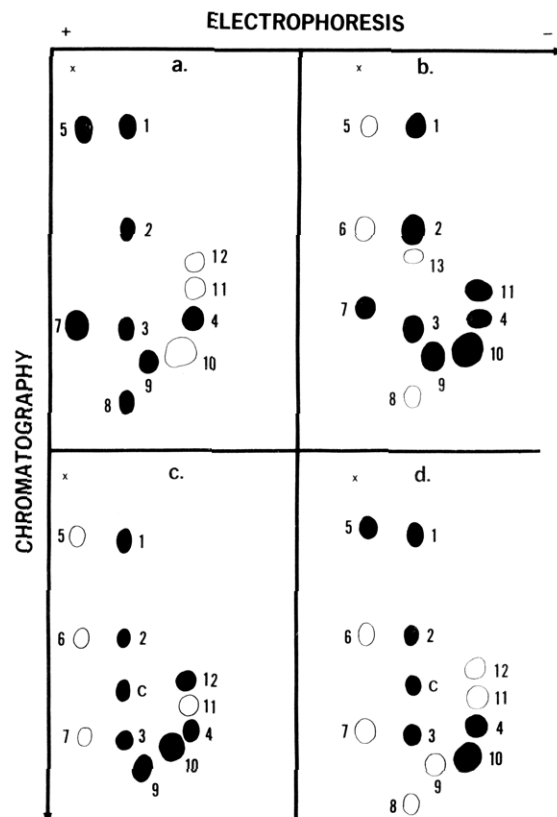 ELECTROPHORESIS
+ −
x a. x b.
5 1 5 1
2 6 2
12 13
11 11
7 3 4 7 3 4
10 10
9 9
8 8
CHROMATOGRAPHY
x c. x d.
5 1 5 1
6 2 6 2
C 12 C 12
11 11
7 3 4 7 3 4
10 10
9 9
8